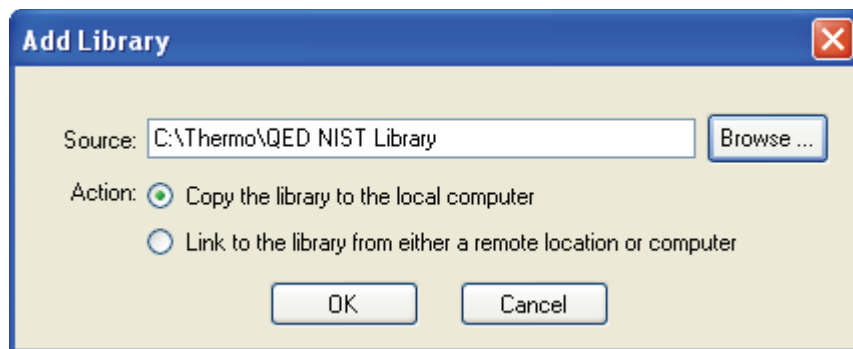 Add Library
Source: C:\Thermo\QED NIST Library Browse ...
Action: Copy the library to the local computer
Link to the library from either a remote location or computer
OK Cancel